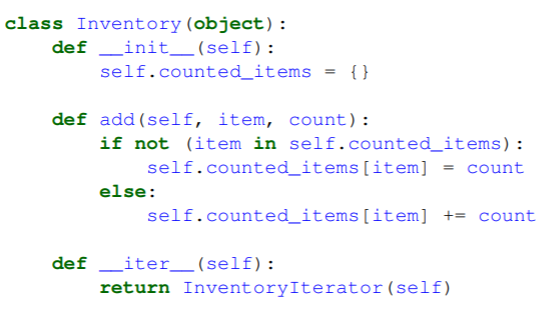 class Inventory(object):
    def __init__(self):
        self.counted_items = {}

    def add(self, item, count):
        if not (item in self.counted_items):
            self.counted_items[item] = count
        else:
            self.counted_items[item] += count

    def __iter__(self):
        return InventoryIterator(self)